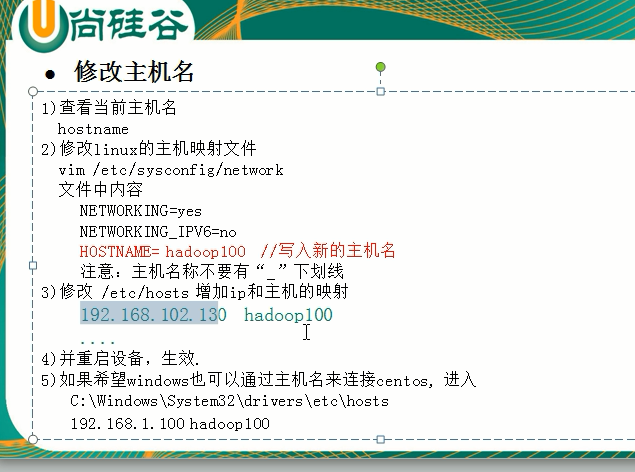 尚硅谷
• 修改主机名
1)查看当前主机名
hostname
2)修改linux的主机映射文件
vim /etc/sysconfig/network
文件中内容
NETWORKING=yes
NETWORKING_IPV6=no
HOSTNAME= hadoop100 //写入新的主机名
注意：主机名称不要有“_”下划线
3)修改 /etc/hosts 增加ip和主机的映射
192.168.102.130 hadoop100
....
4)并重启设备，生效.
5)如果希望windows也可以通过主机名来连接centos, 进入
C:\Windows\System32\drivers\etc\hosts
192.168.1.100 hadoop100